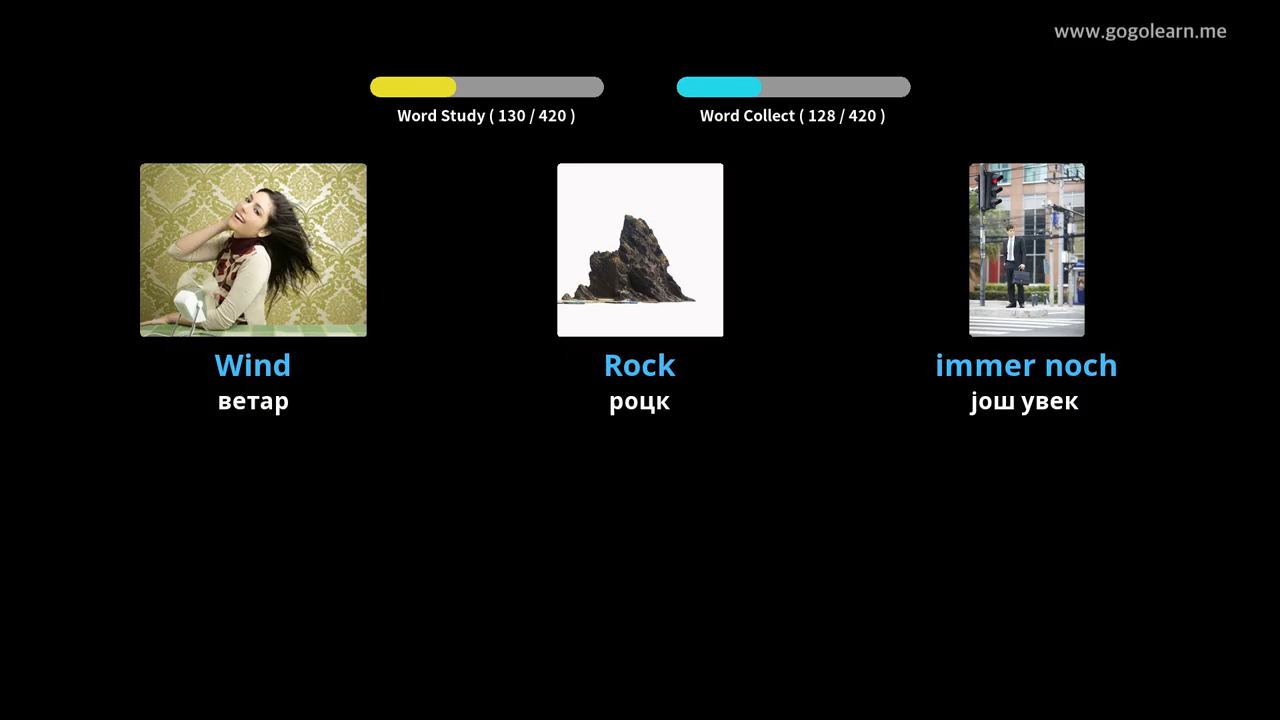 www.gogolearn.me
Word Study ( 130 / 420 )
Word Collect ( 128 / 420 )
Wind
Rock
immer noch
ветар
роцк
још увек